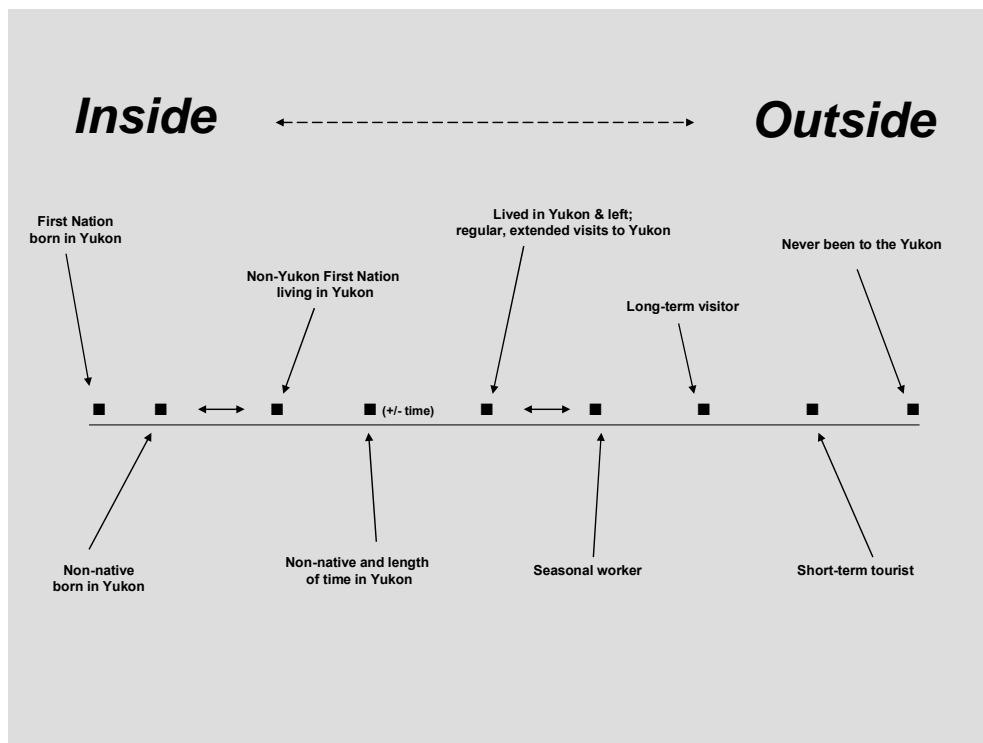 Inside
Outside
First Nation
born in Yukon
Non-Yukon First Nation
living in Yukon
Lived in Yukon & left;
regular, extended visits to Yukon
Long-term visitor
Never been to the Yukon
(+/- time)
Non-native
born in Yukon
Non-native and length
of time in Yukon
Seasonal worker
Short-term tourist